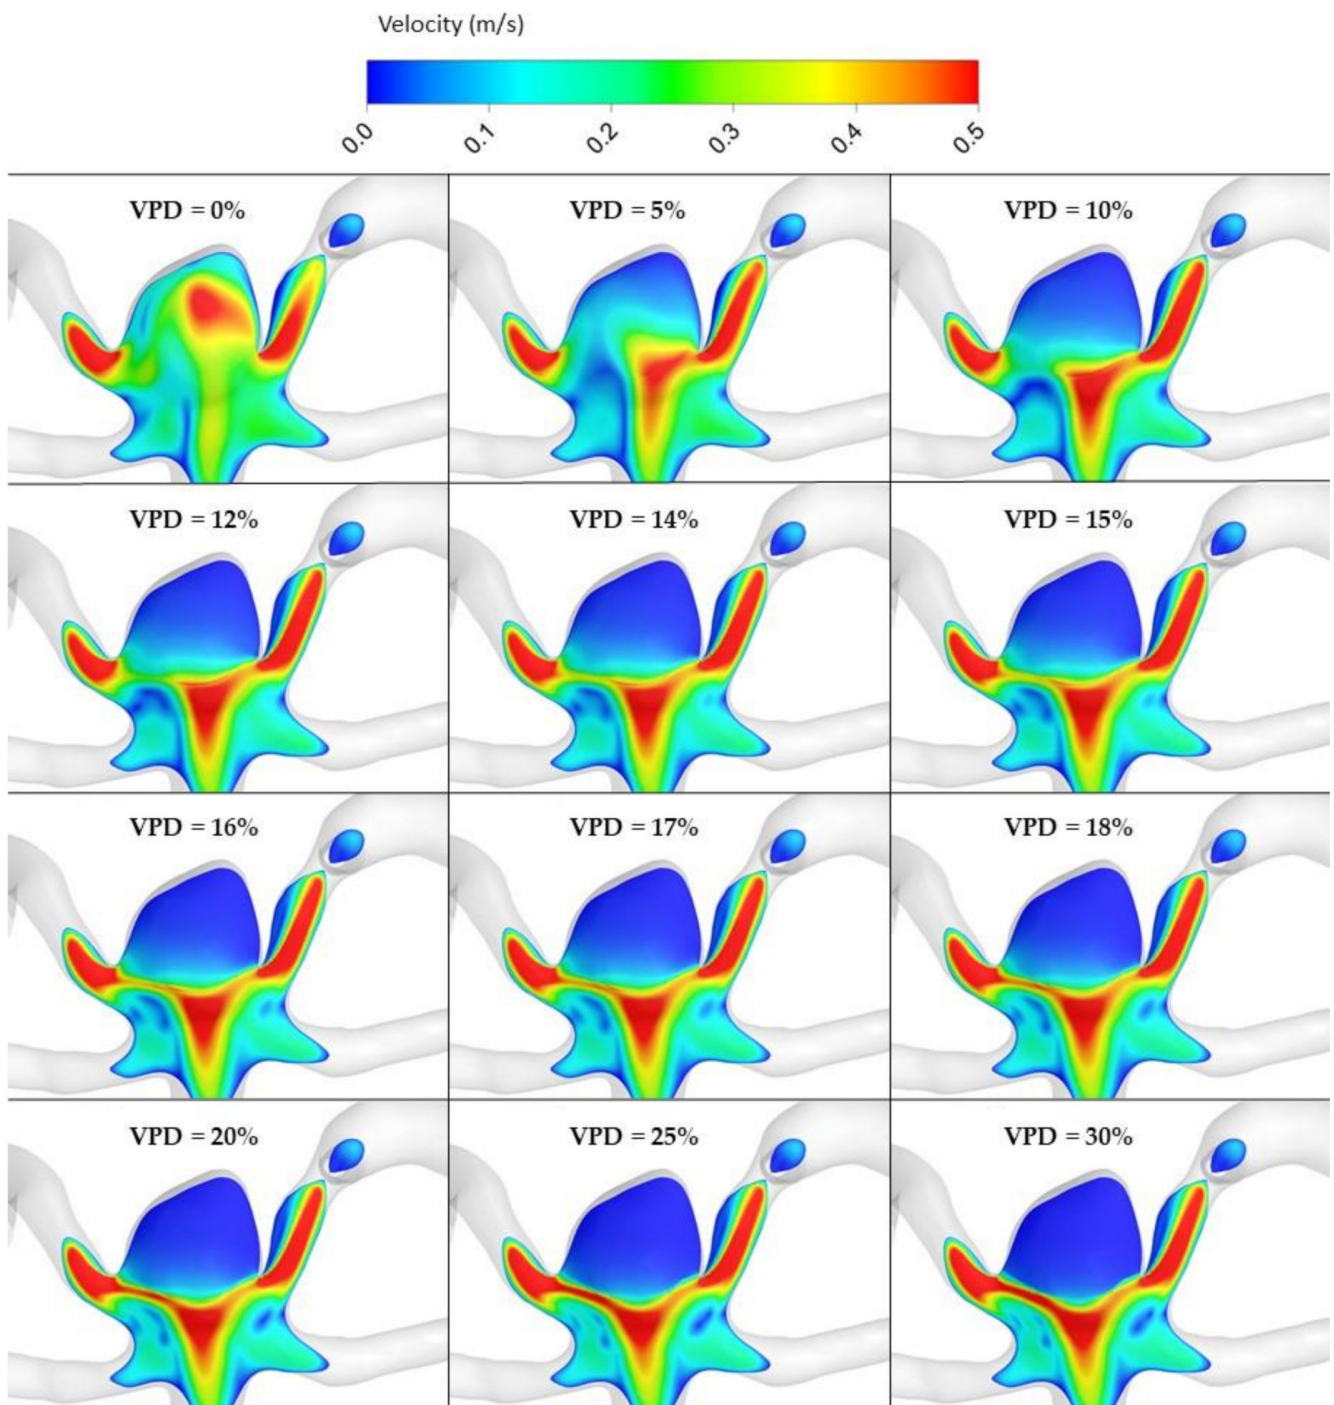 Velocity (m/s)
0.0 0.1 0.2 0.3 0.4 0.5
VPD = 0% VPD = 5% VPD = 10%
VPD = 12% VPD = 14% VPD = 15%
VPD = 16% VPD = 17% VPD = 18%
VPD = 20% VPD = 25% VPD = 30%